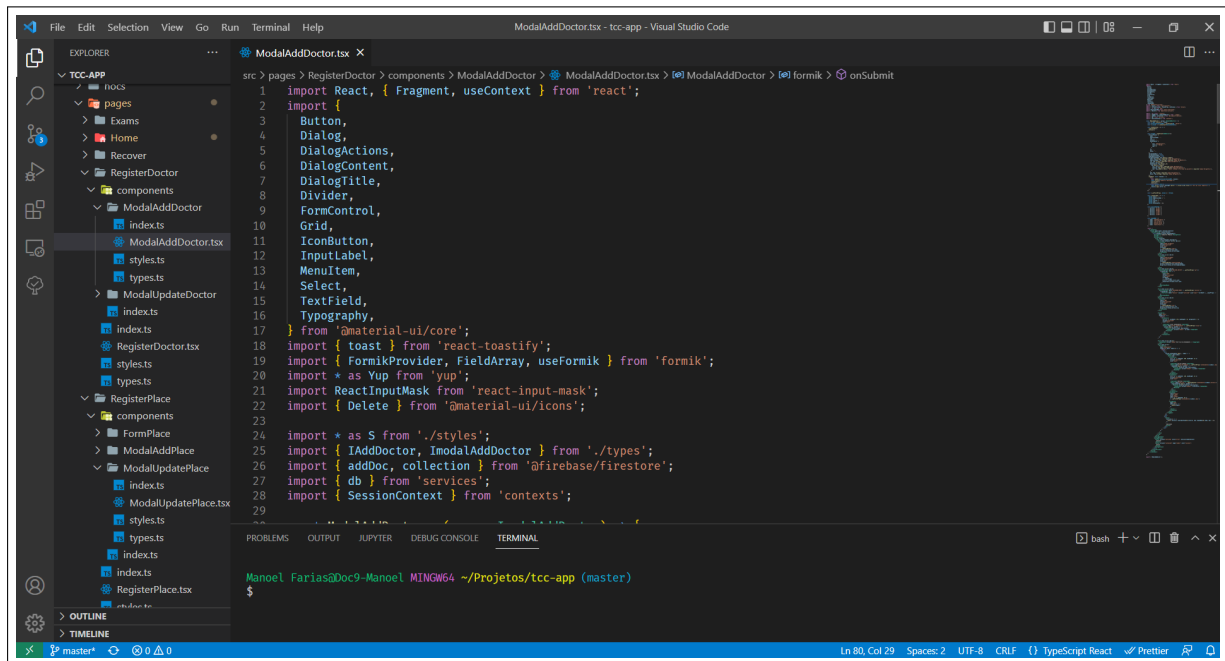 File Edit Selection View Go Run Terminal Help
ModalAddDoctor.tsx - tcc-app - Visual Studio Code
EXPLORER
TCC-APP
pages
Exams
Home
Recover
RegisterDoctor
components
ModalAddDoctor
index.ts
ModalAddDoctor.tsx
styles.ts
types.ts
ModalUpdateDoctor
index.ts
index.ts
RegisterDoctor.tsx
styles.ts
types.ts
RegisterPlace
components
FormPlace
ModalAddPlace
ModalUpdatePlace
index.ts
ModalUpdatePlace.tsx
styles.ts
types.ts
index.ts
index.ts
RegisterPlace.tsx
styles.ts
OUTLINE
TIMELINE
3
ModalAddDoctor.tsx
src > pages > RegisterDoctor > components > ModalAddDoctor > ModalAddDoctor.tsx > ModalAddDoctor > formik > onSubmit
1 import React, { Fragment, useContext } from 'react';
2 import {
3 Button,
4 Dialog,
5 DialogActions,
6 DialogContent,
7 DialogTitle,
8 Divider,
9 FormControl,
10 Grid,
11 IconButton,
12 InputLabel,
13 MenuItem,
14 Select,
15 TextField,
16 Typography,
17 } from '@material-ui/core';
18 import { toast } from 'react-toastify';
19 import { FormikProvider, FieldArray, useFormik } from 'formik';
20 import * as Yup from 'yup';
21 import ReactInputMask from 'react-input-mask';
22 import { Delete } from '@material-ui/icons';
23
24 import * as S from './styles';
25 import { IAddDoctor, ImodalAddDoctor } from './types';
26 import { addDoc, collection } from '@firebase/firestore';
27 import { db } from 'services';
28 import { SessionContext } from 'contexts';
29
PROBLEMS OUTPUT JUPYTER DEBUG CONSOLE TERMINAL
bash
Manoel Farias@Doc9-Manoel MINGW64 ~/Projetos/tcc-app (master)
$
master* 0 0 Ln 80, Col 29 Spaces: 2 UTF-8 CRLF {} TypeScript React Prettier